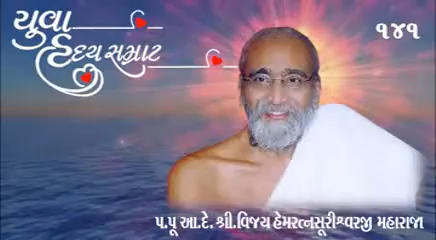 યુવા
હૃદય સમ્રાટ
૧૪૧
પ.પૂ આ.દે. શ્રી.વિજય હેમરત્નસૂરીશ્વરજી મહારાજા